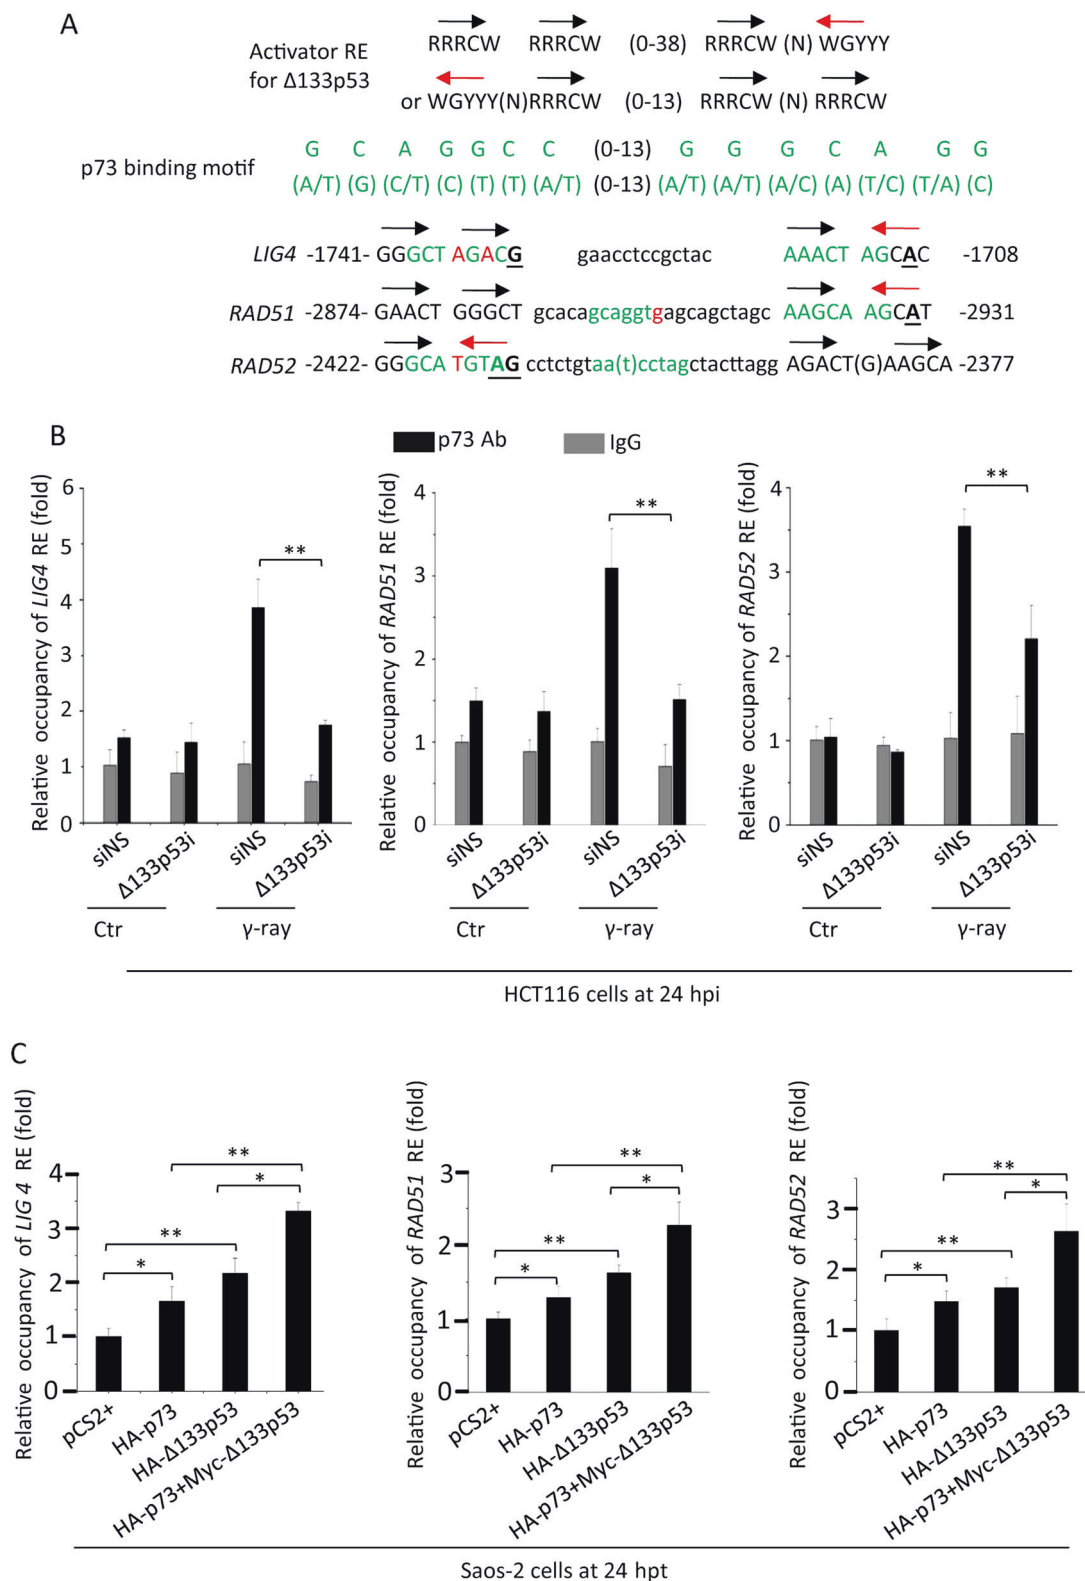 A
Activator RE
for Δ133p53
RRRCW RRRCW (0-38) RRRCW (N) WGYYY
or WGYYY(N)RRRCW (0-13) RRRCW (N) RRRCW
p73 binding motif
G C A G G C C (0-13) G G G C A G G
(A/T) (G) (C/T) (C) (T) (T) (A/T) (0-13) (A/T) (A/T) (A/C) (A) (T/C) (T/A) (C)
LIG4 -1741- GGGCT AGACG gaacctccgctac AAACT AGCAC -1708
RAD51 -2874- GAACT GGGCT gcacagcaggtgagcagctagc AAGCA AGCAT -2931
RAD52 -2422- GGGCA TGTAG cctctgtaa(t)cctagctacttagg AGACT(G)AAGCA -2377
B
p73 Ab
IgG
Relative occupancy of LIG4 RE (fold)
6
5
4
3
2
1
0
**
siNS
Δ133p53i
siNS
Δ133p53i
Ctr
γ-ray
Relative occupancy of RAD51 RE (fold)
4
3
2
1
0
**
siNS
Δ133p53i
siNS
Δ133p53i
Ctr
γ-ray
Relative occupancy of RAD52 RE (fold)
4
3
2
1
0
**
siNS
Δ133p53i
siNS
Δ133p53i
Ctr
γ-ray
HCT116 cells at 24 hpi
C
Relative occupancy of LIG 4 RE (fold)
4
3
2
1
0
**
*
**
*
pCS2+
HA-p73
HA-Δ133p53
HA-p73+Myc-Δ133p53
Relative occupancy of RAD51 RE (fold)
3
2
1
0
**
*
**
*
pCS2+
HA-p73
HA-Δ133p53
HA-p73+Myc-Δ133p53
Relative occupancy of RAD52 RE (fold)
3
2
1
0
**
*
**
*
pCS2+
HA-p73
HA-Δ133p53
HA-p73+Myc-Δ133p53
Saos-2 cells at 24 hpt